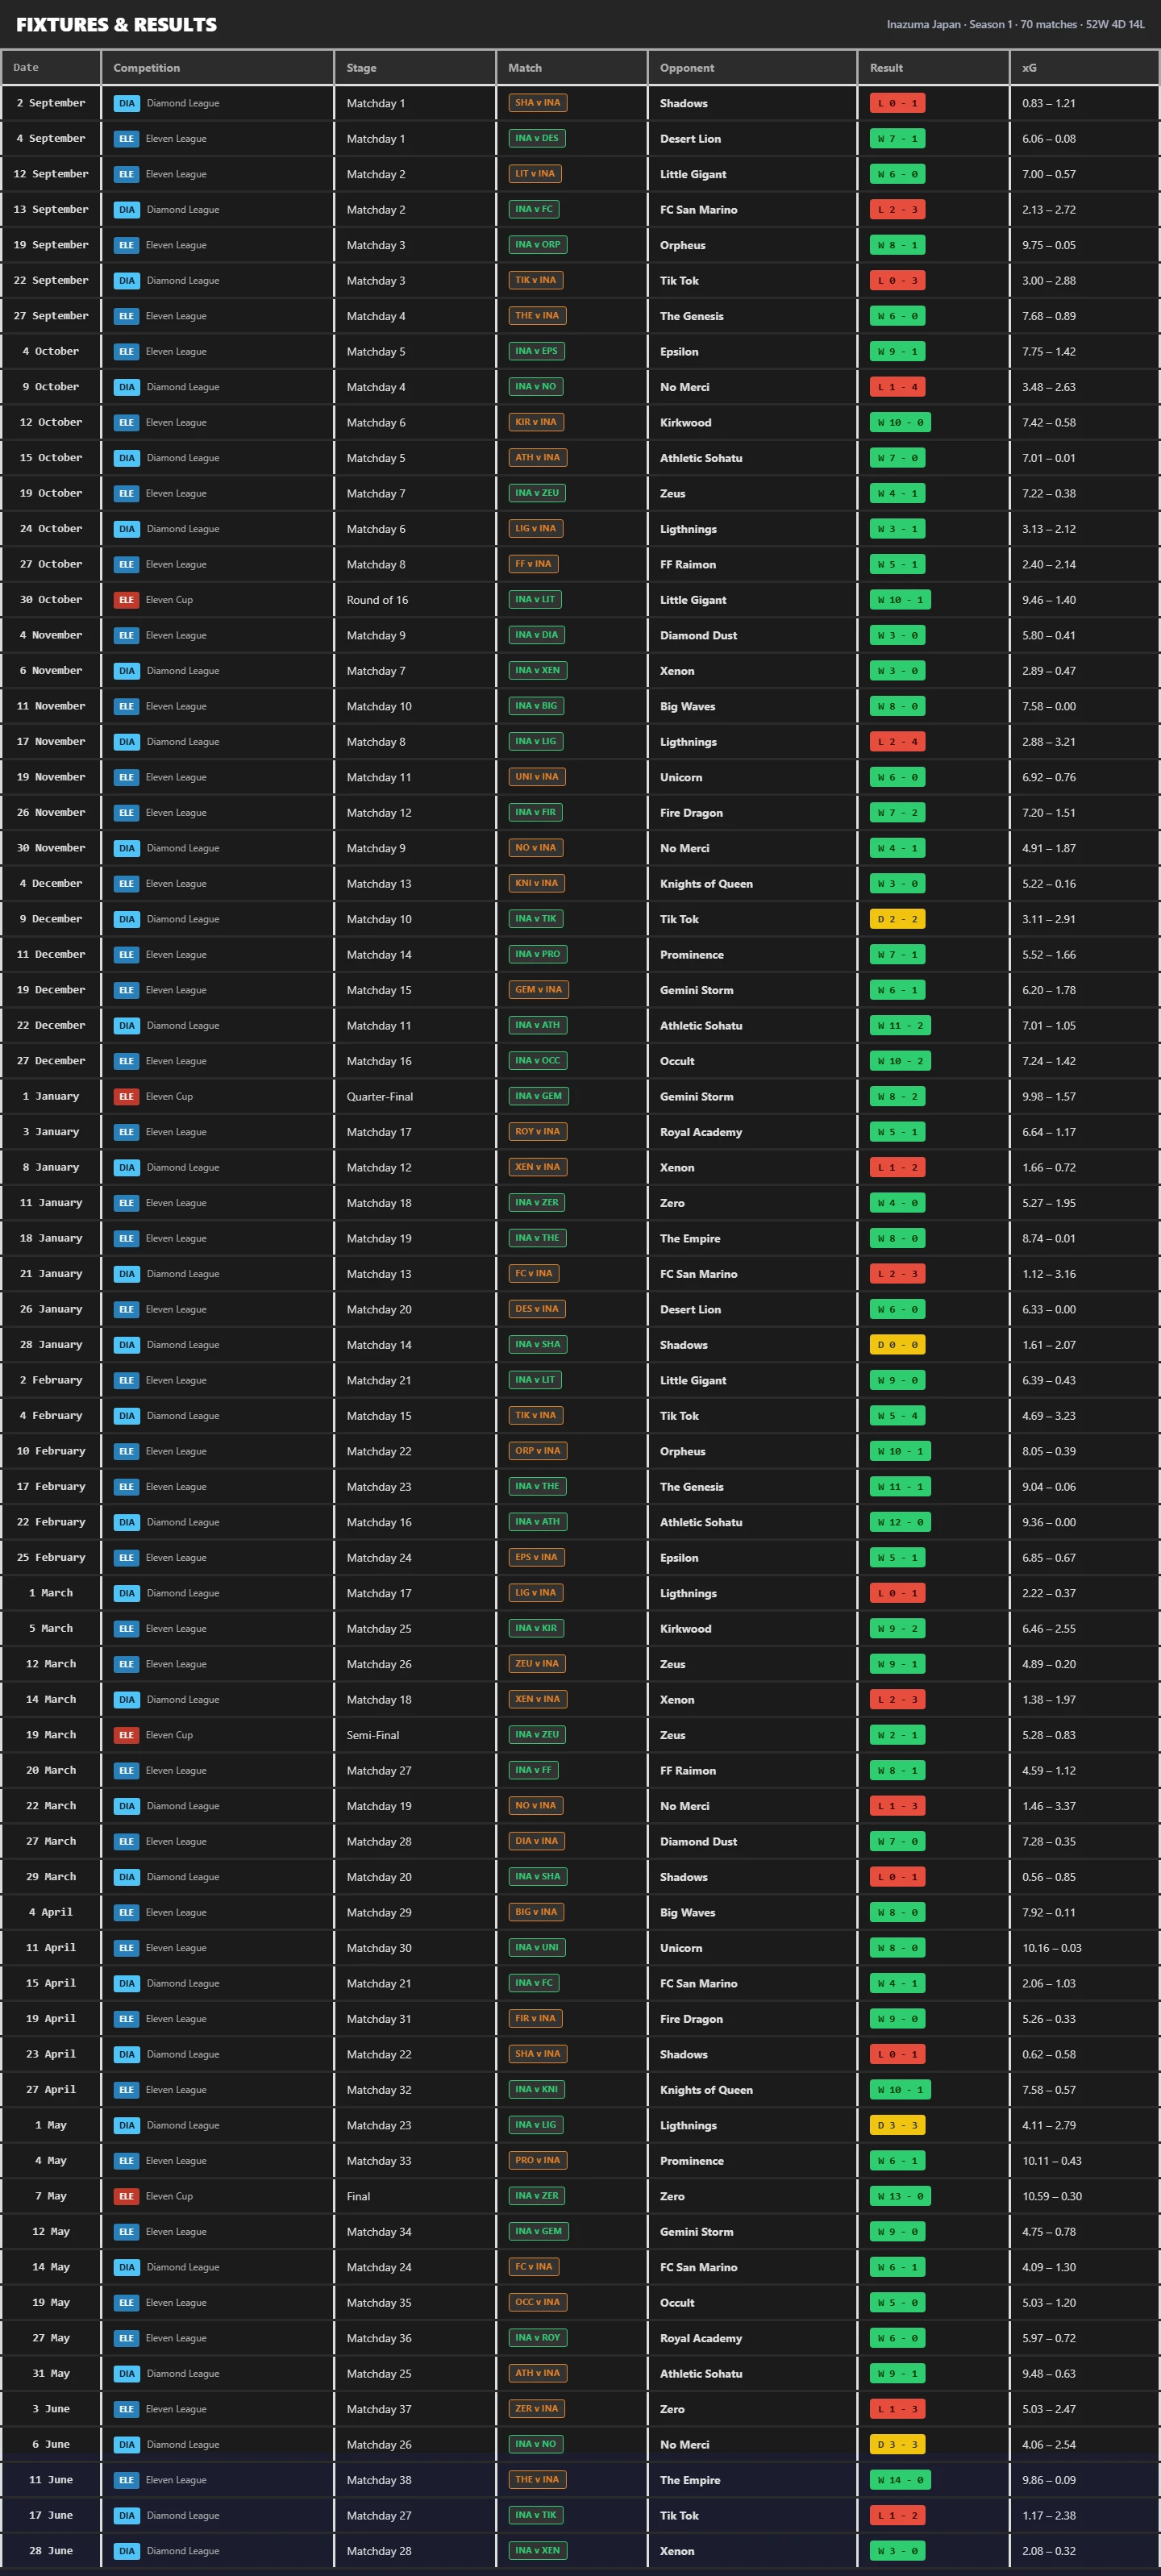 FIXTURES & RESULTS Inazuma Japan · Season 1 · 70 matches · 52W 4D 14L
Date Competition Stage Match Opponent Result xG
2 September DIA Diamond League Matchday 1 SHA v INA Shadows L 0 - 1 0.83 – 1.21
4 September ELE Eleven League Matchday 1 INA v DES Desert Lion W 7 - 1 6.06 – 0.08
12 September ELE Eleven League Matchday 2 LIT v INA Little Gigant W 6 - 0 7.00 – 0.57
13 September DIA Diamond League Matchday 2 INA v FC FC San Marino L 2 - 3 2.13 – 2.72
19 September ELE Eleven League Matchday 3 INA v ORP Orpheus W 8 - 1 9.75 – 0.05
22 September DIA Diamond League Matchday 3 TIK v INA Tik Tok L 0 - 3 3.00 – 2.88
27 September ELE Eleven League Matchday 4 THE v INA The Genesis W 6 - 0 7.68 – 0.89
4 October ELE Eleven League Matchday 5 INA v EPS Epsilon W 9 - 1 7.75 – 1.42
9 October DIA Diamond League Matchday 4 INA v NO No Merci L 1 - 4 3.48 – 2.63
12 October ELE Eleven League Matchday 6 KIR v INA Kirkwood W 10 - 0 7.42 – 0.58
15 October DIA Diamond League Matchday 5 ATH v INA Athletic Sohatu W 7 - 0 7.01 – 0.01
19 October ELE Eleven League Matchday 7 INA v ZEU Zeus W 4 - 1 7.22 – 0.38
24 October DIA Diamond League Matchday 6 LIG v INA Ligthnings W 3 - 1 3.13 – 2.12
27 October ELE Eleven League Matchday 8 FF v INA FF Raimon W 5 - 1 2.40 – 2.14
30 October ELE Eleven Cup Round of 16 INA v LIT Little Gigant W 10 - 1 9.46 – 1.40
4 November ELE Eleven League Matchday 9 INA v DIA Diamond Dust W 3 - 0 5.80 – 0.41
6 November DIA Diamond League Matchday 7 INA v XEN Xenon W 3 - 0 2.89 – 0.47
11 November ELE Eleven League Matchday 10 INA v BIG Big Waves W 8 - 0 7.58 – 0.00
17 November DIA Diamond League Matchday 8 INA v LIG Ligthnings L 2 - 4 2.88 – 3.21
19 November ELE Eleven League Matchday 11 UNI v INA Unicorn W 6 - 0 6.92 – 0.76
26 November ELE Eleven League Matchday 12 INA v FIR Fire Dragon W 7 - 2 7.20 – 1.51
30 November DIA Diamond League Matchday 9 NO v INA No Merci W 4 - 1 4.91 – 1.87
4 December ELE Eleven League Matchday 13 KNI v INA Knights of Queen W 3 - 0 5.22 – 0.16
9 December DIA Diamond League Matchday 10 INA v TIK Tik Tok D 2 - 2 3.11 – 2.91
11 December ELE Eleven League Matchday 14 INA v PRO Prominence W 7 - 1 5.52 – 1.66
19 December ELE Eleven League Matchday 15 GEM v INA Gemini Storm W 6 - 1 6.20 – 1.78
22 December DIA Diamond League Matchday 11 INA v ATH Athletic Sohatu W 11 - 2 7.01 – 1.05
27 December ELE Eleven League Matchday 16 INA v OCC Occult W 10 - 2 7.24 – 1.42
1 January ELE Eleven Cup Quarter-Final INA v GEM Gemini Storm W 8 - 2 9.98 – 1.57
3 January ELE Eleven League Matchday 17 ROY v INA Royal Academy W 5 - 1 6.64 – 1.17
8 January DIA Diamond League Matchday 12 XEN v INA Xenon L 1 - 2 1.66 – 0.72
11 January ELE Eleven League Matchday 18 INA v ZER Zero W 4 - 0 5.27 – 1.95
18 January ELE Eleven League Matchday 19 INA v THE The Empire W 8 - 0 8.74 – 0.01
21 January DIA Diamond League Matchday 13 FC v INA FC San Marino L 2 - 3 1.12 – 3.16
26 January ELE Eleven League Matchday 20 DES v INA Desert Lion W 6 - 0 6.33 – 0.00
28 January DIA Diamond League Matchday 14 INA v SHA Shadows D 0 - 0 1.61 – 2.07
2 February ELE Eleven League Matchday 21 INA v LIT Little Gigant W 9 - 0 6.39 – 0.43
4 February DIA Diamond League Matchday 15 TIK v INA Tik Tok W 5 - 4 4.69 – 3.23
10 February ELE Eleven League Matchday 22 ORP v INA Orpheus W 10 - 1 8.05 – 0.39
17 February ELE Eleven League Matchday 23 INA v THE The Genesis W 11 - 1 9.04 – 0.06
22 February DIA Diamond League Matchday 16 INA v ATH Athletic Sohatu W 12 - 0 9.36 – 0.00
25 February ELE Eleven League Matchday 24 EPS v INA Epsilon W 5 - 1 6.85 – 0.67
1 March DIA Diamond League Matchday 17 LIG v INA Ligthnings L 0 - 1 2.22 – 0.37
5 March ELE Eleven League Matchday 25 INA v KIR Kirkwood W 9 - 2 6.46 – 2.55
12 March ELE Eleven League Matchday 26 ZEU v INA Zeus W 9 - 1 4.89 – 0.20
14 March DIA Diamond League Matchday 18 XEN v INA Xenon L 2 - 3 1.38 – 1.97
19 March ELE Eleven Cup Semi-Final INA v ZEU Zeus W 2 - 1 5.28 – 0.83
20 March ELE Eleven League Matchday 27 INA v FF FF Raimon W 8 - 1 4.59 – 1.12
22 March DIA Diamond League Matchday 19 NO v INA No Merci L 1 - 3 1.46 – 3.37
27 March ELE Eleven League Matchday 28 DIA v INA Diamond Dust W 7 - 0 7.28 – 0.35
29 March DIA Diamond League Matchday 20 INA v SHA Shadows L 0 - 1 0.56 – 0.85
4 April ELE Eleven League Matchday 29 BIG v INA Big Waves W 8 - 0 7.92 – 0.11
11 April ELE Eleven League Matchday 30 INA v UNI Unicorn W 8 - 0 10.16 – 0.03
15 April DIA Diamond League Matchday 21 INA v FC FC San Marino W 4 - 1 2.06 – 1.03
19 April ELE Eleven League Matchday 31 FIR v INA Fire Dragon W 9 - 0 5.26 – 0.33
23 April DIA Diamond League Matchday 22 SHA v INA Shadows L 0 - 1 0.62 – 0.58
27 April ELE Eleven League Matchday 32 INA v KNI Knights of Queen W 10 - 1 7.58 – 0.57
1 May DIA Diamond League Matchday 23 INA v LIG Ligthnings D 3 - 3 4.11 – 2.79
4 May ELE Eleven League Matchday 33 PRO v INA Prominence W 6 - 1 10.11 – 0.43
7 May ELE Eleven Cup Final INA v ZER Zero W 13 - 0 10.59 – 0.30
12 May ELE Eleven League Matchday 34 INA v GEM Gemini Storm W 9 - 0 4.75 – 0.78
14 May DIA Diamond League Matchday 24 FC v INA FC San Marino W 6 - 1 4.09 – 1.30
19 May ELE Eleven League Matchday 35 OCC v INA Occult W 5 - 0 5.03 – 1.20
27 May ELE Eleven League Matchday 36 INA v ROY Royal Academy W 6 - 0 5.97 – 0.72
31 May DIA Diamond League Matchday 25 ATH v INA Athletic Sohatu W 9 - 1 9.48 – 0.63
3 June ELE Eleven League Matchday 37 ZER v INA Zero L 1 - 3 5.03 – 2.47
6 June DIA Diamond League Matchday 26 INA v NO No Merci D 3 - 3 4.06 – 2.54
11 June ELE Eleven League Matchday 38 THE v INA The Empire W 14 - 0 9.86 – 0.09
17 June DIA Diamond League Matchday 27 INA v TIK Tik Tok L 1 - 2 1.17 – 2.38
28 June DIA Diamond League Matchday 28 INA v XEN Xenon W 3 - 0 2.08 – 0.32